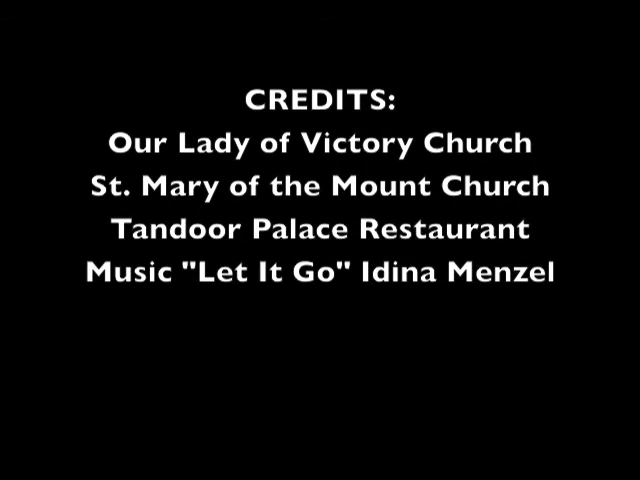 CREDITS:
Our Lady of Victory Church
St. Mary of the Mount Church
Tandoor Palace Restaurant
Music "Let It Go" Idina Menzel